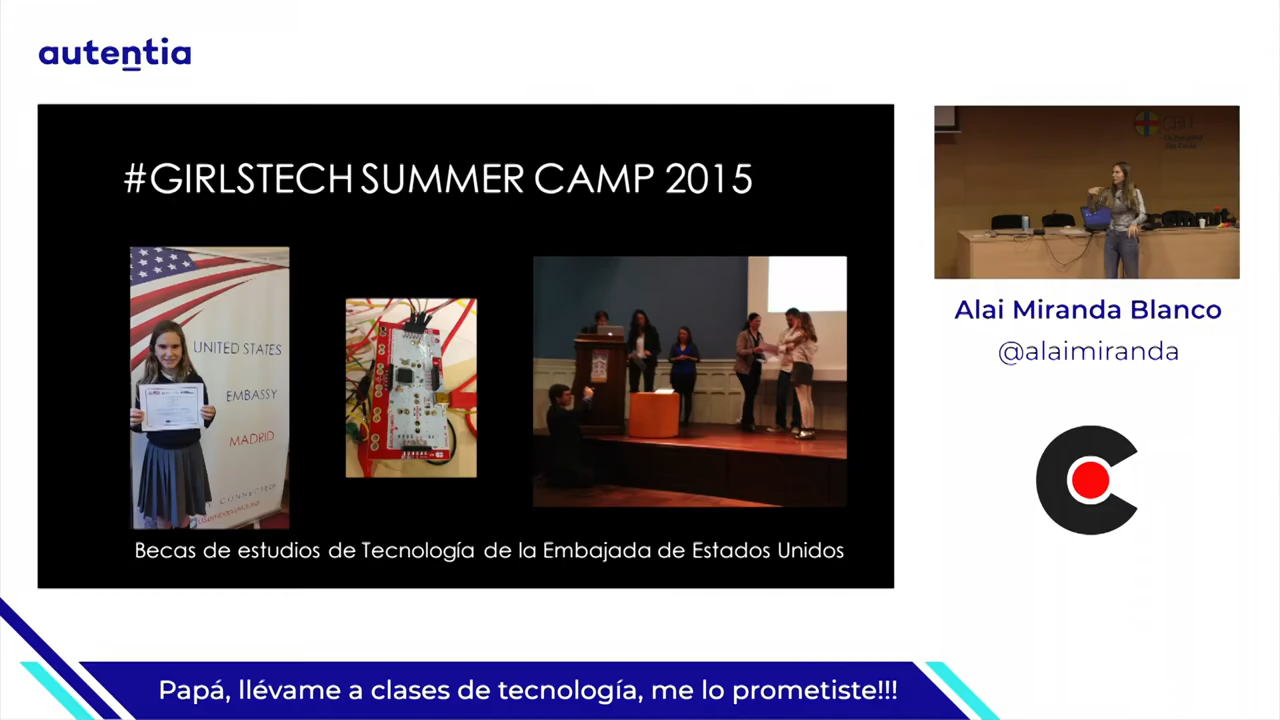 autentia
#GIRLSTECH SUMMER CAMP 2015
UNITED STATES
EMBASSY
MADRID
Becas de estudios de Tecnología de la Embajada de Estados Unidos
CEU
Alai Miranda Blanco
@alaimiranda
Papá, llévame a clases de tecnología, me lo prometiste!!!